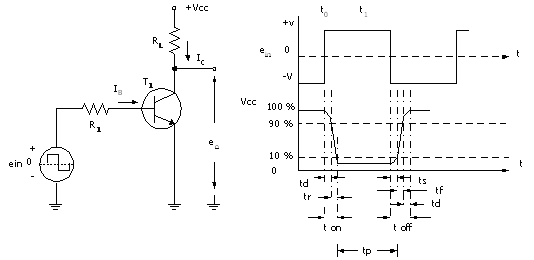 +Vcc
RL
IC
T1
IB
R1
eo
+
ein 0
-
t0 t1
+v
ein 0 t
-V
Vcc 100 %
90 %
10 %
0 t
td ts
tr tf
td
t on t off
tp